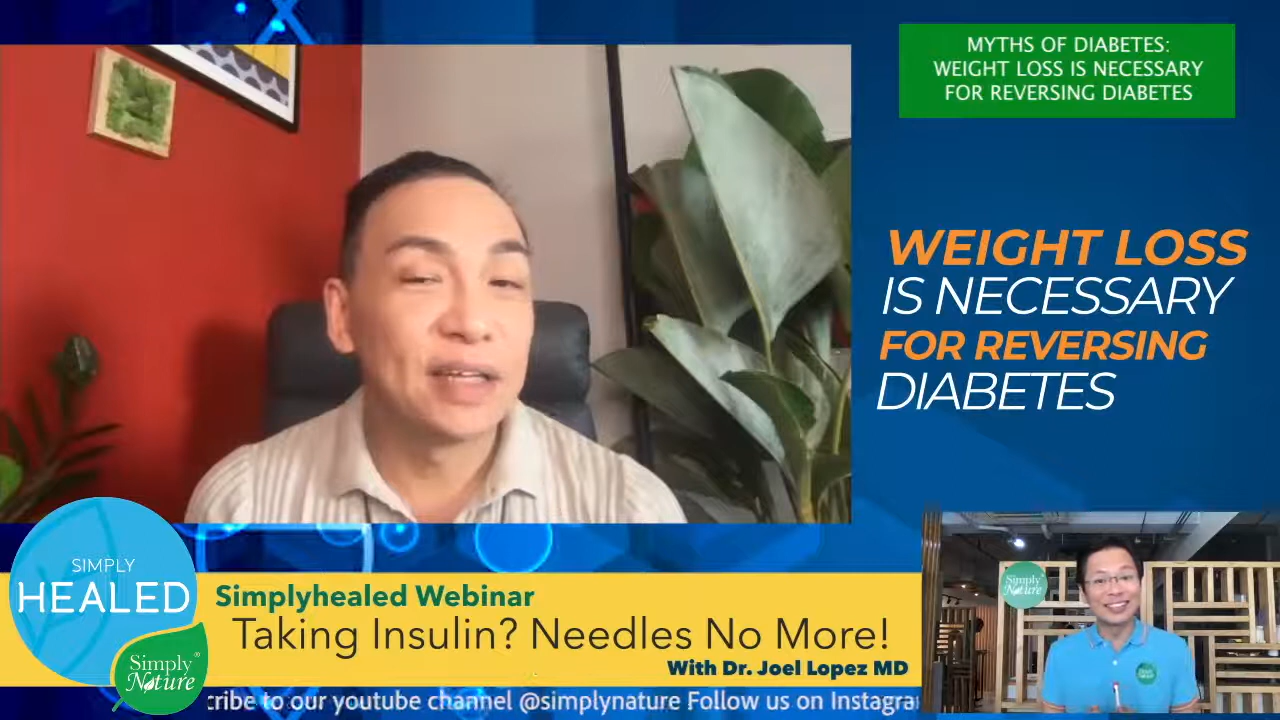 MYTHS OF DIABETES:
WEIGHT LOSS IS NECESSARY
FOR REVERSING DIABETES
WEIGHT LOSS
IS NECESSARY
FOR REVERSING
DIABETES
SIMPLY
HEALED
Simply
Nature
Simplyhealed Webinar
Taking Insulin? Needles No More!
With Dr. Joel Lopez MD
cribe to our youtube channel @simplynature Follow us on Instagra
Simply
Nature